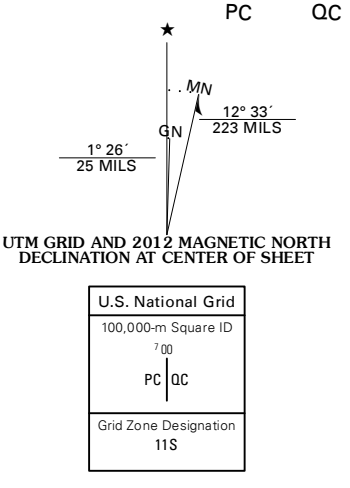 PC QC
★
MN
GN
12° 33´
223 MILS
1° 26´
25 MILS
UTM GRID AND 2012 MAGNETIC NORTH
DECLINATION AT CENTER OF SHEET
U.S. National Grid
100,000-m Square ID
⁷00
PC QC
Grid Zone Designation
11S